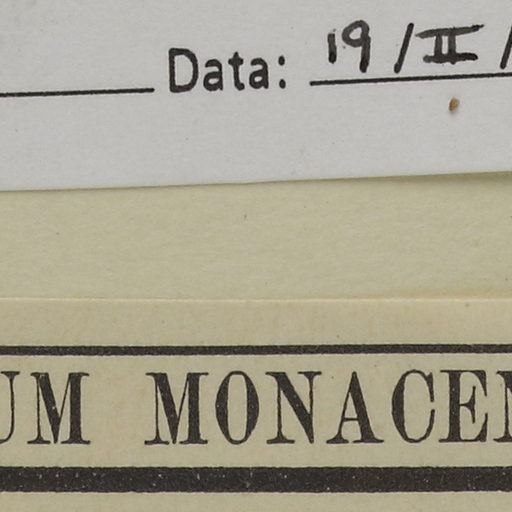 Data: 19/II/
UM MONACEN